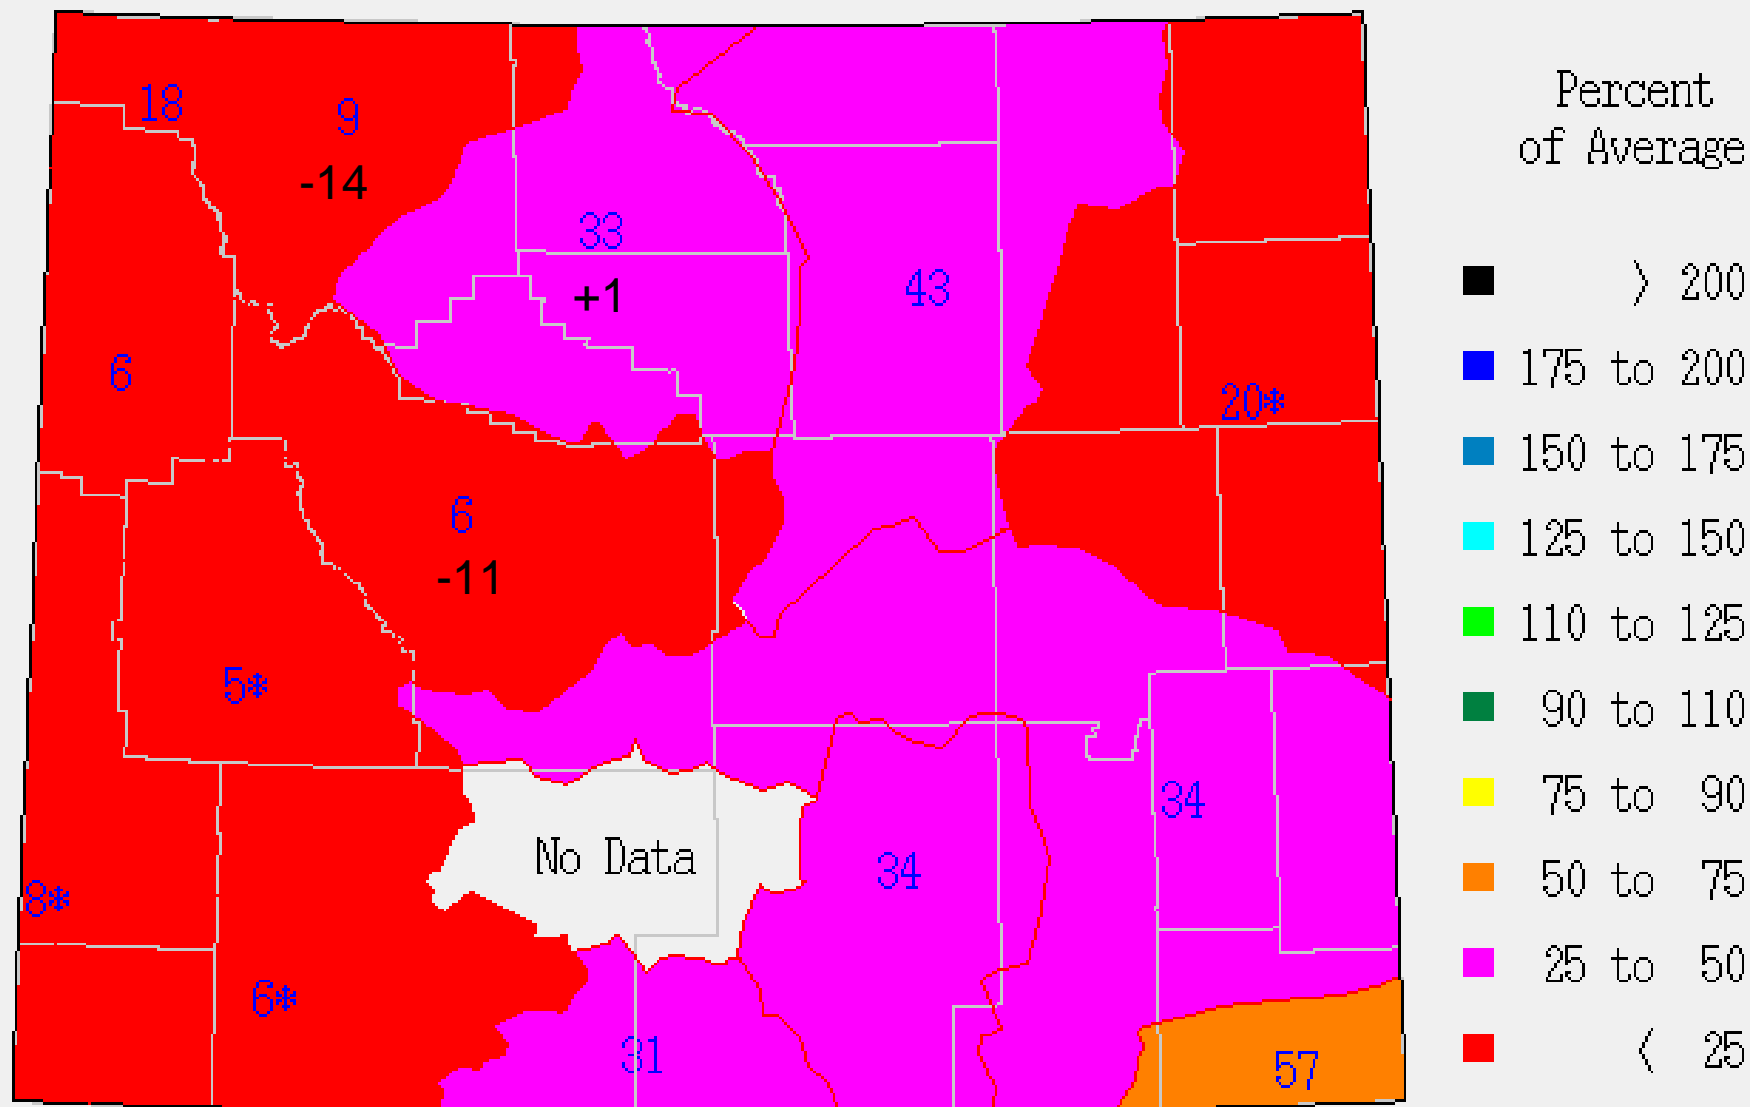 18
9
-14
33
+1
43
6
20*
6
-11
5*
No Data
34
34
8*
6*
31
57
Percent
of Average
> 200
175 to 200
150 to 175
125 to 150
110 to 125
90 to 110
75 to 90
50 to 75
25 to 50
< 25